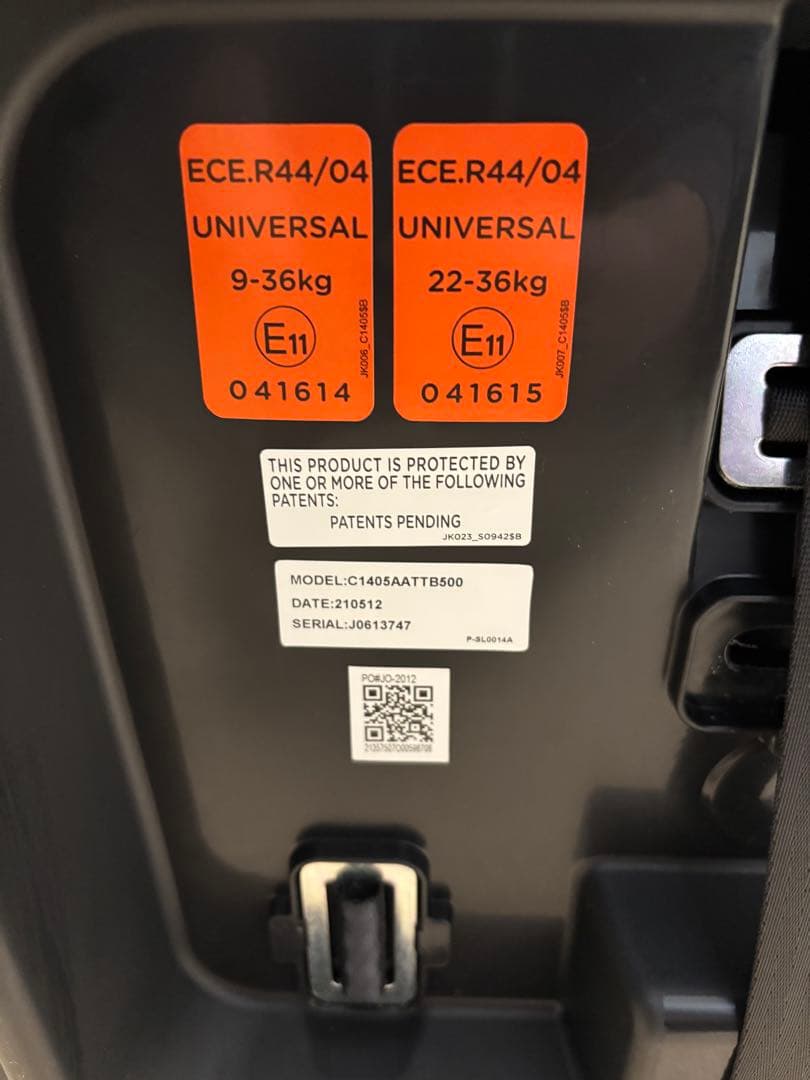 ECE.R44/04
UNIVERSAL
9-36kg
E11
041614
JK006_C1405$B
ECE.R44/04
UNIVERSAL
22-36kg
E11
041615
JK007_C1405$B
THIS PRODUCT IS PROTECTED BY
ONE OR MORE OF THE FOLLOWING
PATENTS:
PATENTS PENDING
JK023_S0942$B
MODEL:C1405AATTB500
DATE:210512
SERIAL:J0613747
P-SL0014A
PO#JO-2012